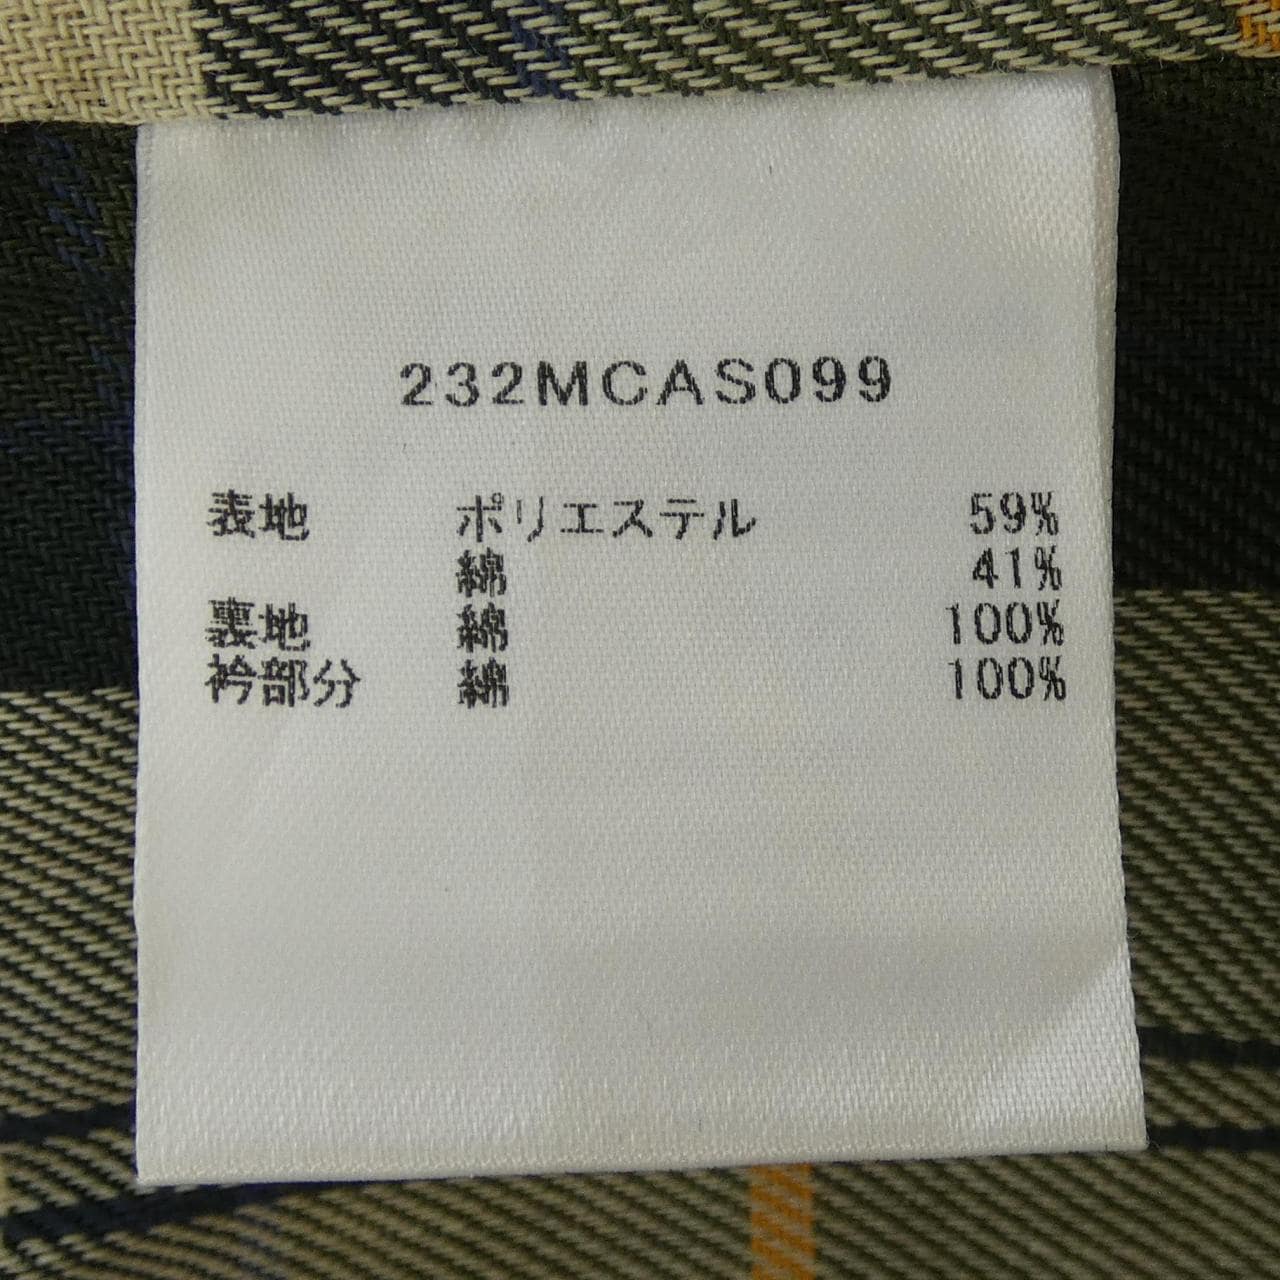 232MCAS099
表地 ポリエステル 59%
綿 41%
裏地 綿 100%
衿部分 綿 100%